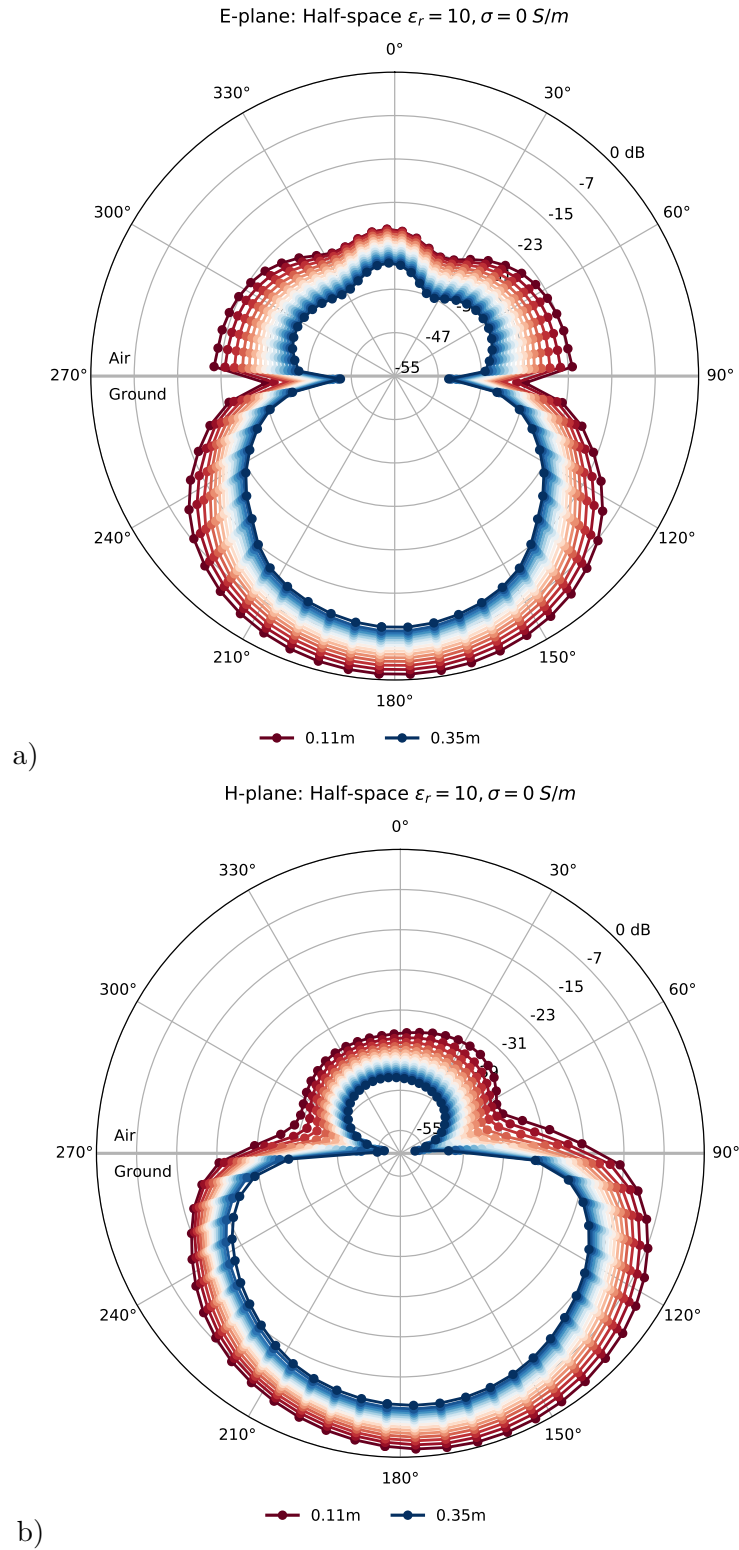 E-plane: Half-space εr = 10, σ = 0 S/m
0°
330°
30°
0 dB
-7
300°
-15
60°
-23
-47
Air
-55
270°
90°
Ground
240°
120°
210°
150°
180°
0.11m
0.35m
a)
H-plane: Half-space εr = 10, σ = 0 S/m
0°
330°
30°
0 dB
-7
300°
-15
60°
-23
-31
Air
-55
270°
90°
Ground
240°
120°
210°
150°
180°
0.11m
0.35m
b)